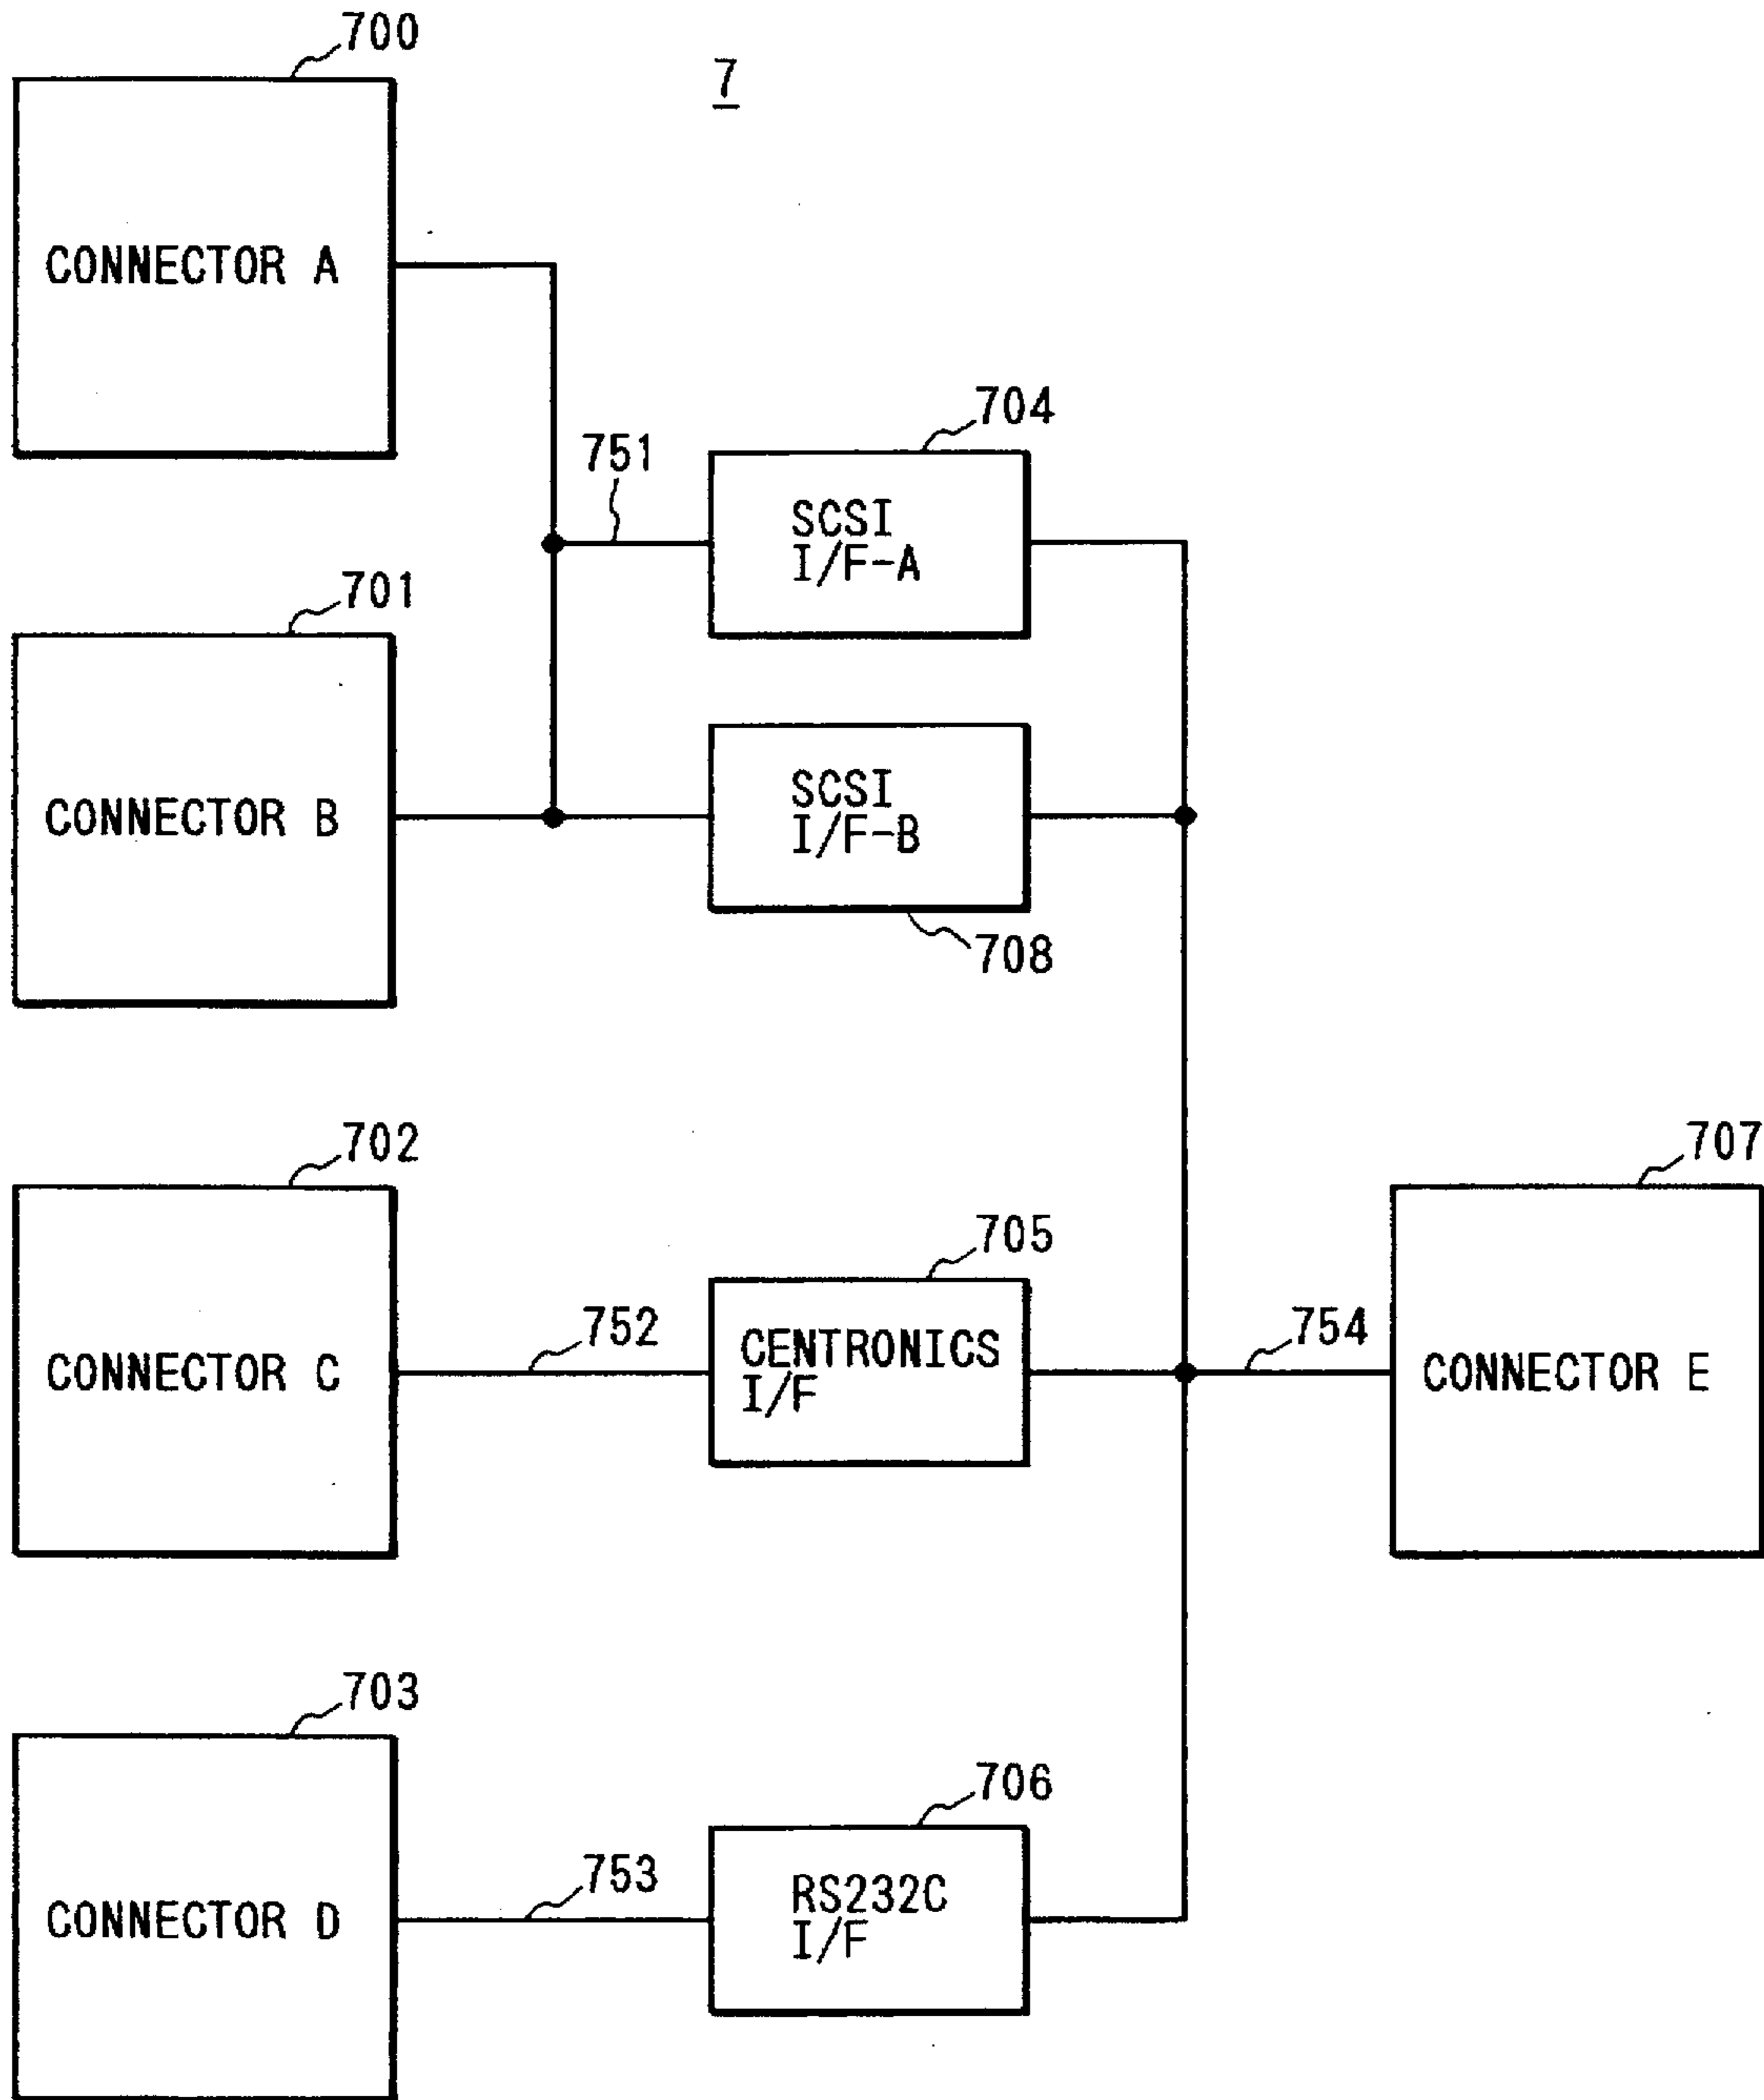 700
7
CONNECTOR A
704
751
SCSI
I/F-A
701
CONNECTOR B
SCSI
I/F-B
708
702
707
705
752
CENTRONICS
I/F
754
CONNECTOR C
CONNECTOR E
703
706
753
RS232C
I/F
CONNECTOR D